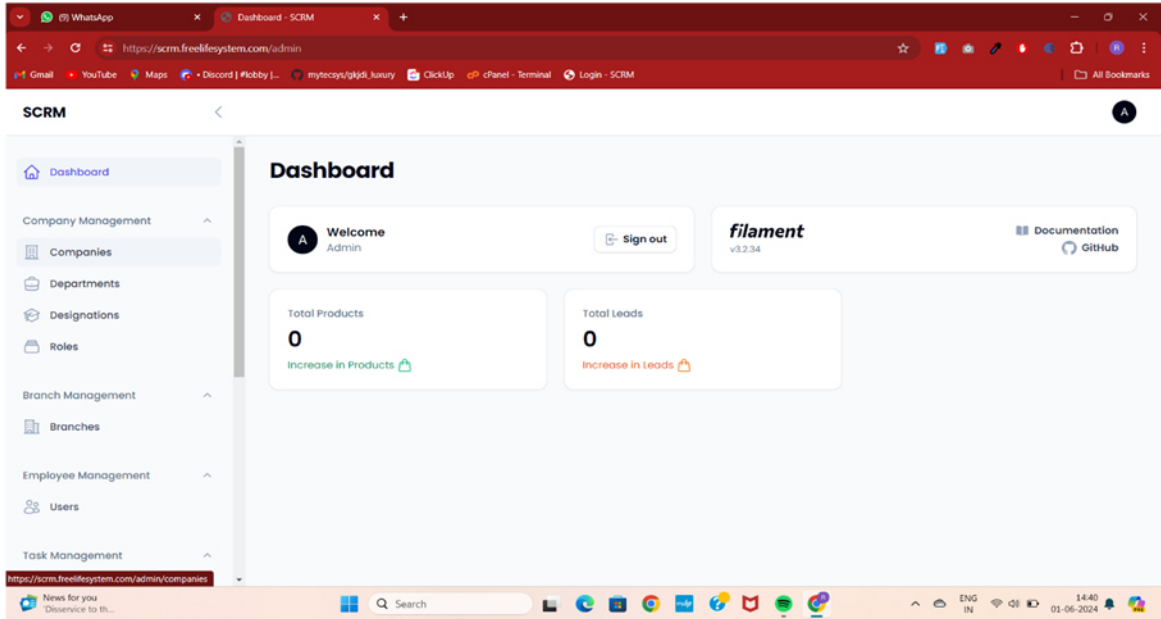 (7) WhatsApp
Dashboard - SCRM
https://scrm.freelifesystem.com/admin
Gmail YouTube Maps • Discord | #lobby |... mytecsys/gkjdi_luxury ClickUp cPanel - Terminal Login - SCRM All Bookmarks
SCRM
A
Dashboard
Company Management
Companies
Departments
Designations
Roles
Branch Management
Branches
Employee Management
Users
Task Management
https://scrm.freelifesystem.com/admin/companies
Dashboard
A
Welcome
Admin
Sign out
filament
v3.2.34
Documentation
GitHub
Total Products
0
Increase in Products
Total Leads
0
Increase in Leads
News for you
'Disservice to th...
Search
ENG
IN
14:40
01-06-2024